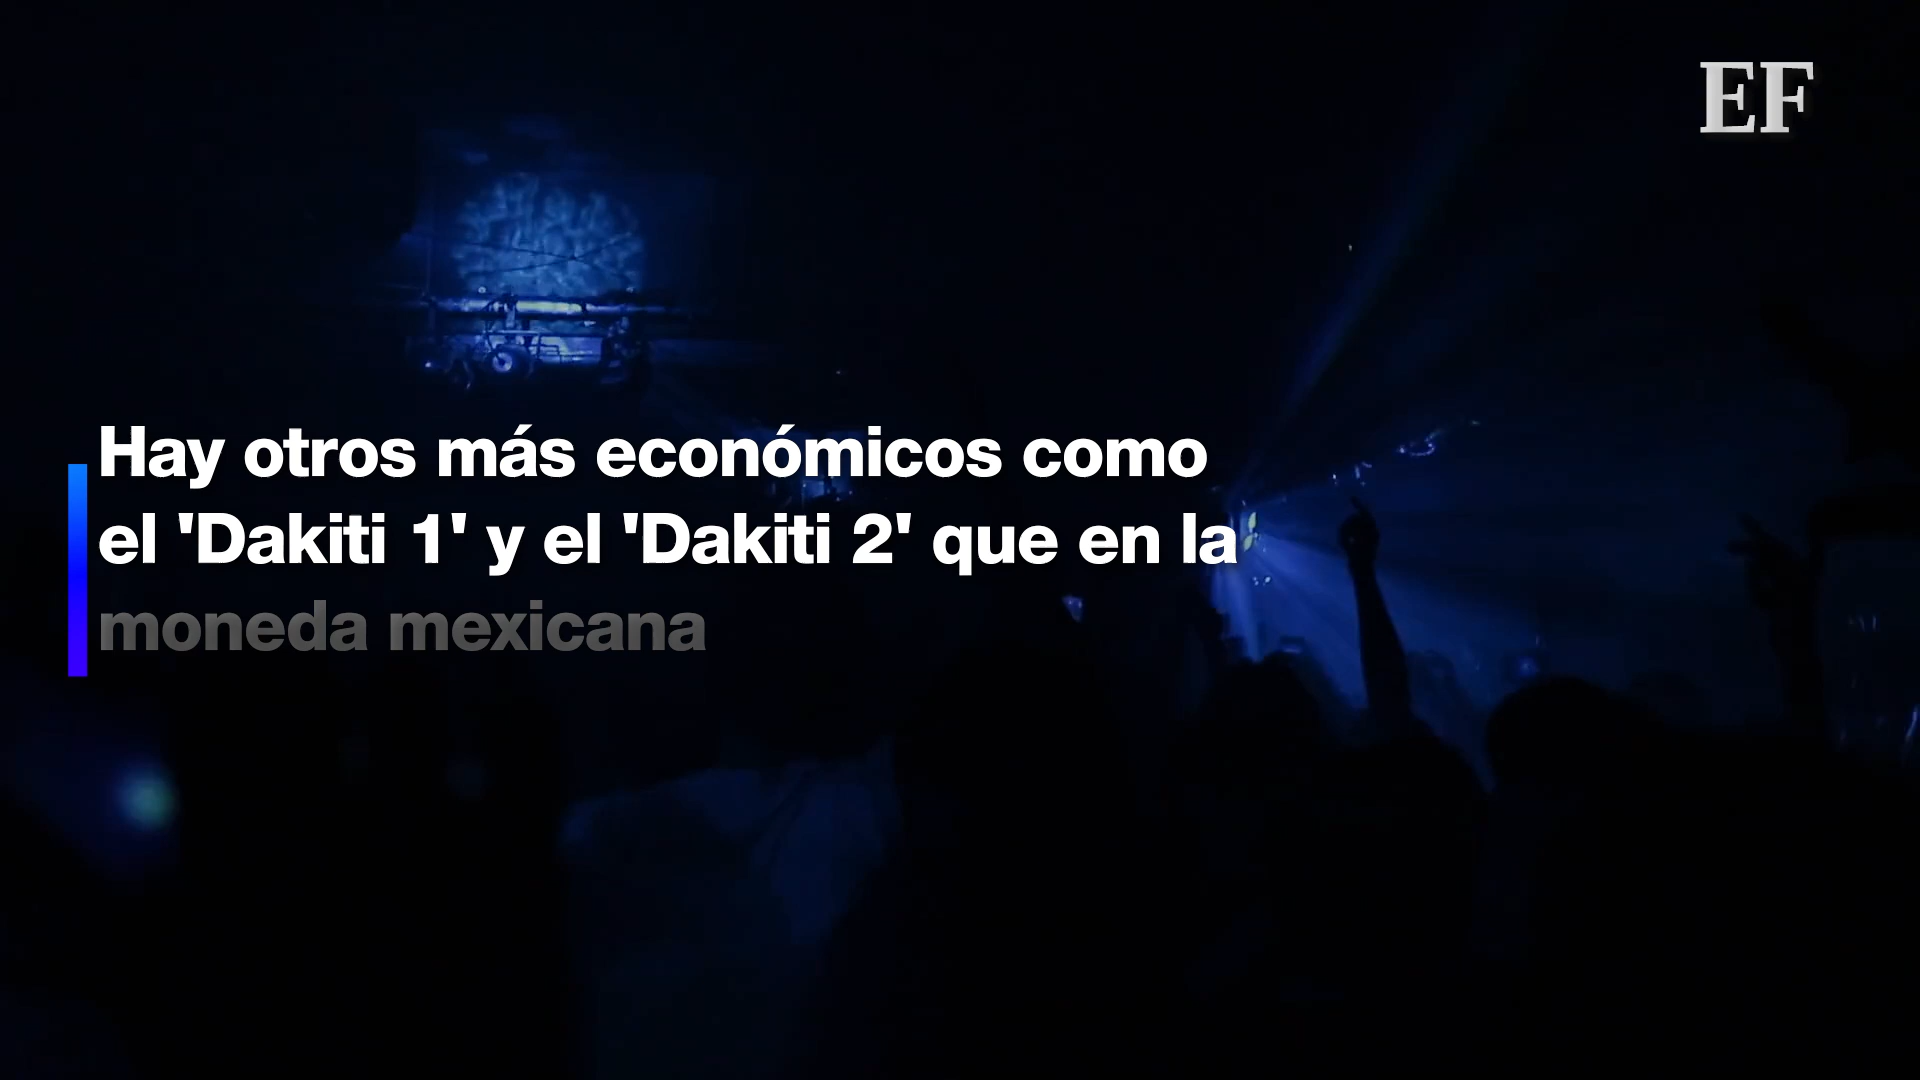 EF
Hay otros más económicos como
el 'Dakiti 1' y el 'Dakiti 2' que en la
moneda mexicana